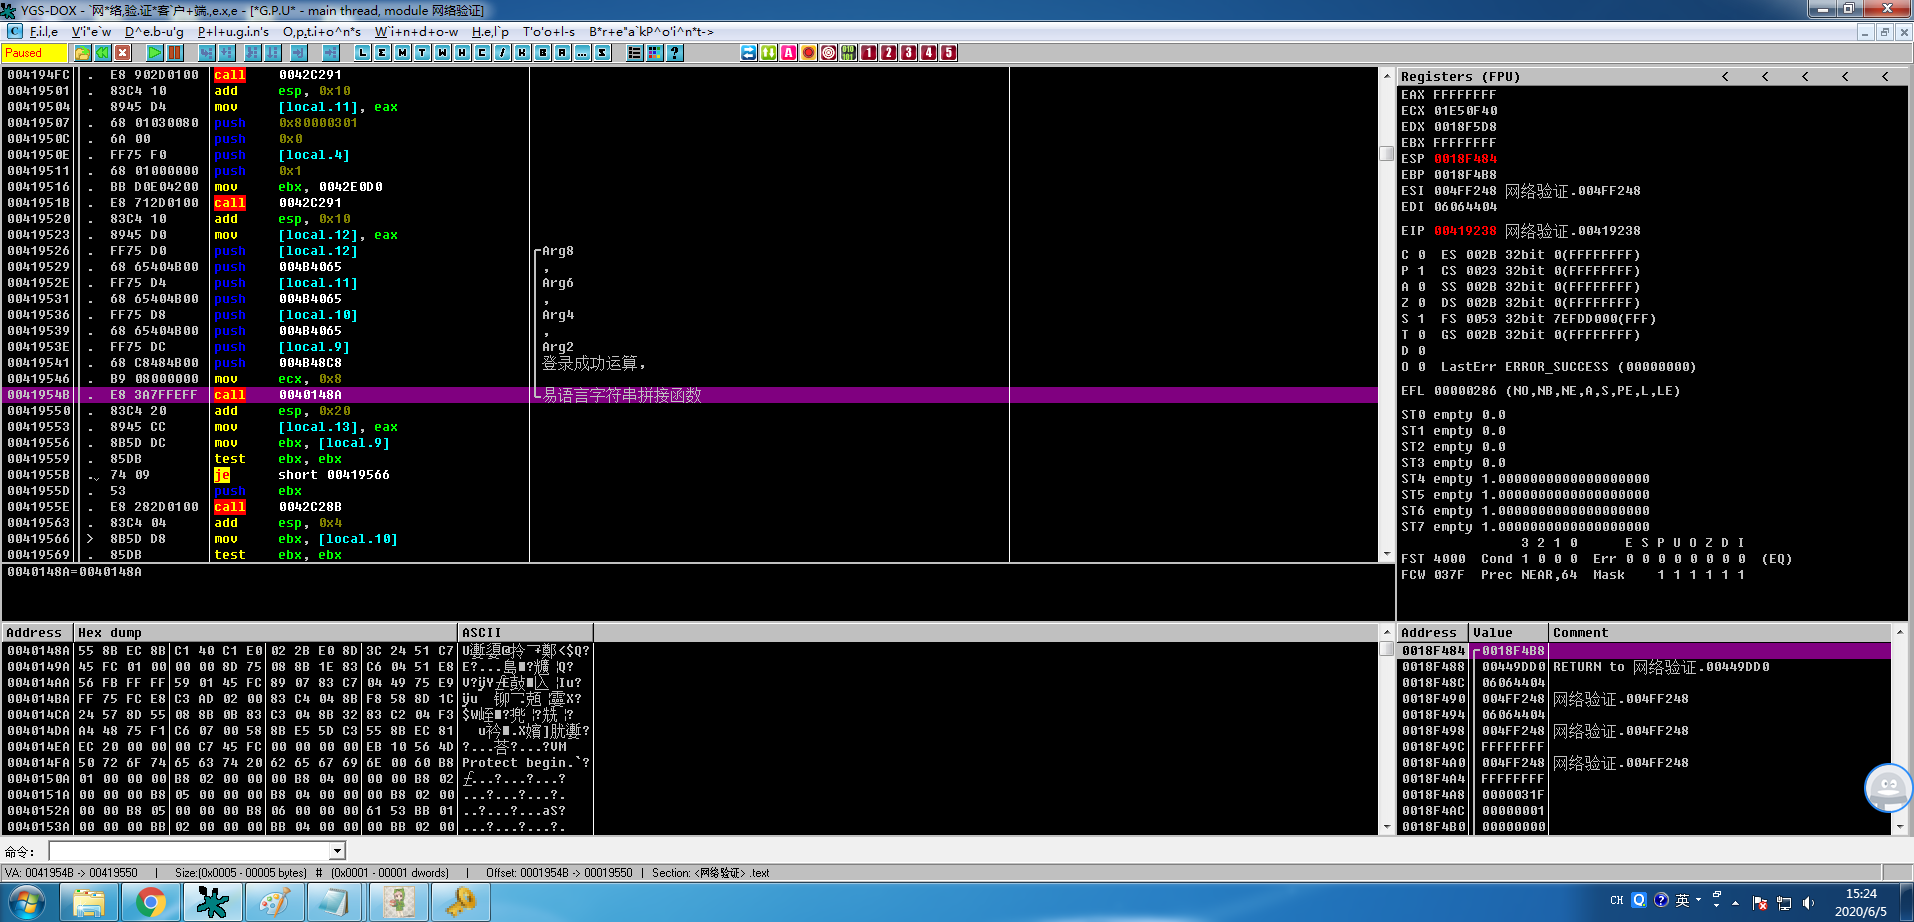 YGS-DOX - `网*络,验.证*客`户+端.,e.x,e - [*G.P.U* - main thread, module 网络验证]
F.i.l,e V'i"e`w D^e.b-u'g P+l+u.g.i.n's O,p,t.i+o^n*s W`i+n+d+o-w H.e,l`p T'o'o+l-s B*r+e"a`kP^o'i^n*t->
Paused L E M T W H C / K B R ... S ? 1 2 3 4 5
004194FC . E8 902D0100 call 0042C291
00419501 . 83C4 10 add esp, 0x10
00419504 . 8945 D4 mov [local.11], eax
00419507 . 68 01030080 push 0x80000301
0041950C . 6A 00 push 0x0
0041950E . FF75 F0 push [local.4]
00419511 . 68 01000000 push 0x1
00419516 . BB D0E04200 mov ebx, 0042E0D0
0041951B . E8 712D0100 call 0042C291
00419520 . 83C4 10 add esp, 0x10
00419523 . 8945 D0 mov [local.12], eax
00419526 . FF75 D0 push [local.12] Arg8
00419529 . 68 65404B00 push 004B4065 ,
0041952E . FF75 D4 push [local.11] Arg6
00419531 . 68 65404B00 push 004B4065 ,
00419536 . FF75 D8 push [local.10] Arg4
00419539 . 68 65404B00 push 004B4065 ,
0041953E . FF75 DC push [local.9] Arg2
00419541 . 68 C8484B00 push 004B48C8 登录成功运算,
00419546 . B9 08000000 mov ecx, 0x8
0041954B . E8 3A7FFEFF call 0040148A 易语言字符串拼接函数
00419550 . 83C4 20 add esp, 0x20
00419553 . 8945 CC mov [local.13], eax
00419556 . 8B5D DC mov ebx, [local.9]
00419559 . 85DB test ebx, ebx
0041955B . 74 09 je short 00419566
0041955D . 53 push ebx
0041955E . E8 282D0100 call 0042C28B
00419563 . 83C4 04 add esp, 0x4
00419566 > 8B5D D8 mov ebx, [local.10]
00419569 . 85DB test ebx, ebx
0040148A=0040148A
Registers (FPU) < < < < <
EAX FFFFFFFF
ECX 01E50F40
EDX 0018F5D8
EBX FFFFFFFF
ESP 0018F484
EBP 0018F4B8
ESI 004FF248 网络验证.004FF248
EDI 06064404
EIP 00419238 网络验证.00419238
C 0 ES 002B 32bit 0(FFFFFFFF)
P 1 CS 0023 32bit 0(FFFFFFFF)
A 0 SS 002B 32bit 0(FFFFFFFF)
Z 0 DS 002B 32bit 0(FFFFFFFF)
S 1 FS 0053 32bit 7EFDD000(FFF)
T 0 GS 002B 32bit 0(FFFFFFFF)
D 0
O 0 LastErr ERROR_SUCCESS (00000000)
EFL 00000286 (NO,NB,NE,A,S,PE,L,LE)
ST0 empty 0.0
ST1 empty 0.0
ST2 empty 0.0
ST3 empty 0.0
ST4 empty 1.0000000000000000000
ST5 empty 1.0000000000000000000
ST6 empty 1.0000000000000000000
ST7 empty 1.0000000000000000000
3 2 1 0 E S P U O Z D I
FST 4000 Cond 1 0 0 0 Err 0 0 0 0 0 0 0 0 (EQ)
FCW 037F Prec NEAR,64 Mask 1 1 1 1 1 1
Address Hex dump ASCII
0040148A 55 8B EC 8B C1 40 C1 E0 02 2B E0 8D 3C 24 51 C7
0040149A 45 FC 01 00 00 00 8D 75 08 8B 1E 83 C6 04 51 E8
004014AA 56 FB FF FF 59 01 45 FC 89 07 83 C7 04 49 75 E9
004014BA FF 75 FC E8 C3 AD 02 00 83 C4 04 8B F8 58 8D 1C
004014CA 24 57 8D 55 08 8B 0B 83 C3 04 8B 32 83 C2 04 F3
004014DA A4 48 75 F1 C6 07 00 58 8B E5 5D C3 55 8B EC 81
004014EA EC 20 00 00 00 C7 45 FC 00 00 00 00 EB 10 56 4D
004014FA 50 72 6F 74 65 63 74 20 62 65 67 69 6E 00 60 B8 Protect begin.`?
0040150A 01 00 00 00 B8 02 00 00 00 B8 04 00 00 00 B8 02
0040151A 00 00 00 B8 05 00 00 00 B8 04 00 00 00 B8 02 00 ...?...?...?.
0040152A 00 00 B8 05 00 00 00 B8 06 00 00 00 61 53 BB 01 ..?...?...aS?
0040153A 00 00 00 BB 02 00 00 00 BB 04 00 00 00 BB 02 00 ...?...?...?.
Address Value Comment
0018F484 0018F4B8
0018F488 00449DD0 RETURN to 网络验证.00449DD0
0018F48C 06064404
0018F490 004FF248 网络验证.004FF248
0018F494 06064404
0018F498 004FF248 网络验证.004FF248
0018F49C FFFFFFFF
0018F4A0 004FF248 网络验证.004FF248
0018F4A4 FFFFFFFF
0018F4A8 0000031F
0018F4AC 00000001
0018F4B0 00000000
命令:
VA: 0041954B -> 00419550 | Size:(0x0005 - 00005 bytes) # (0x0001 - 00001 dwords) | Offset: 0001954B -> 00019550 | Section: <网络验证> .text
CH 英 15:24
2020/6/5